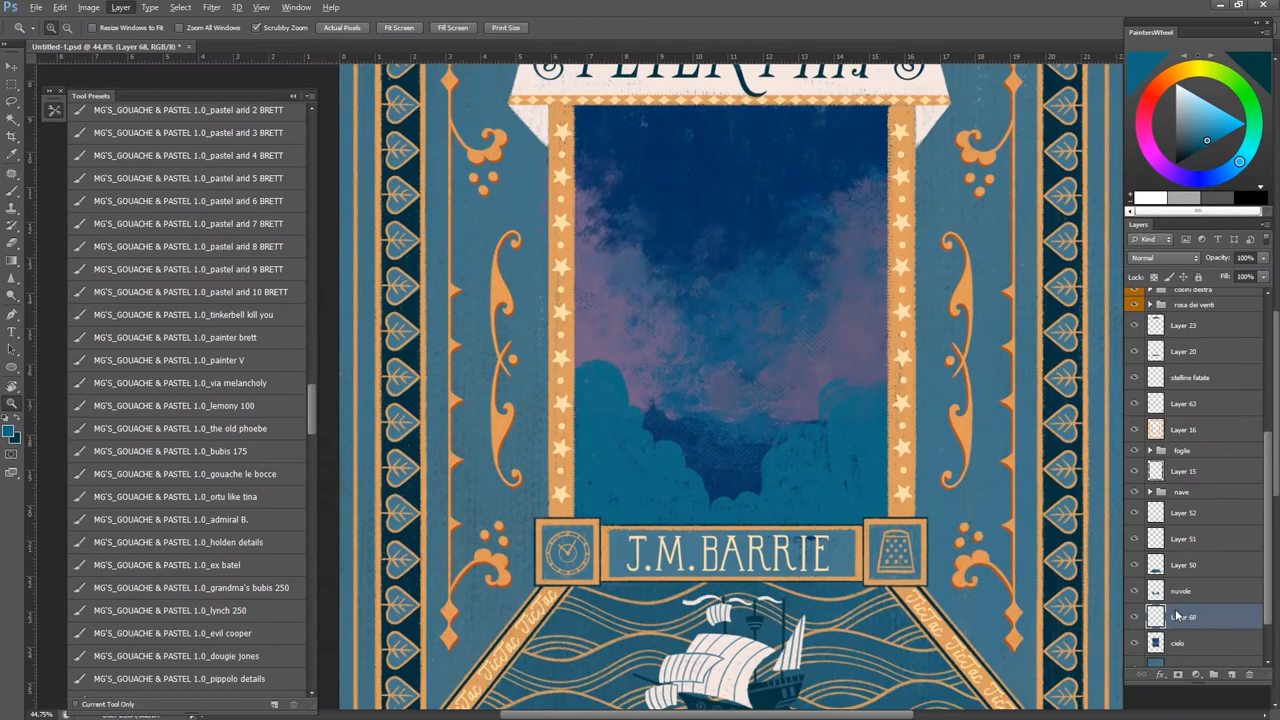 Ps File Edit Image Layer Type Select Filter 3D View Window Help
Resize Windows to Fit Zoom All Windows Scrubby Zoom Actual Pixels Fit Screen Fill Screen Print Size
Untitled-1.psd @ 44,8% (Layer 68, RGB/8) *
Tool Presets
MG'S_GOUACHE & PASTEL 1.0_pastel arid 2 BRETT
MG'S_GOUACHE & PASTEL 1.0_pastel arid 3 BRETT
MG'S_GOUACHE & PASTEL 1.0_pastel arid 4 BRETT
MG'S_GOUACHE & PASTEL 1.0_pastel arid 5 BRETT
MG'S_GOUACHE & PASTEL 1.0_pastel arid 6 BRETT
MG'S_GOUACHE & PASTEL 1.0_pastel arid 7 BRETT
MG'S_GOUACHE & PASTEL 1.0_pastel arid 8 BRETT
MG'S_GOUACHE & PASTEL 1.0_pastel arid 9 BRETT
MG'S_GOUACHE & PASTEL 1.0_pastel arid 10 BRETT
MG'S_GOUACHE & PASTEL 1.0_tinkerbell kill you
MG'S_GOUACHE & PASTEL 1.0_painter brett
MG'S_GOUACHE & PASTEL 1.0_painter V
MG'S_GOUACHE & PASTEL 1.0_via melancholy
MG'S_GOUACHE & PASTEL 1.0_lemony 100
MG'S_GOUACHE & PASTEL 1.0_the old phoebe
MG'S_GOUACHE & PASTEL 1.0_bubis 175
MG'S_GOUACHE & PASTEL 1.0_gouache le bocce
MG'S_GOUACHE & PASTEL 1.0_ortu like tina
MG'S_GOUACHE & PASTEL 1.0_admiral B.
MG'S_GOUACHE & PASTEL 1.0_holden details
MG'S_GOUACHE & PASTEL 1.0_ex batel
MG'S_GOUACHE & PASTEL 1.0_grandma's bubis 250
MG'S_GOUACHE & PASTEL 1.0_lynch 250
MG'S_GOUACHE & PASTEL 1.0_evil cooper
MG'S_GOUACHE & PASTEL 1.0_dougie jones
MG'S_GOUACHE & PASTEL 1.0_pippolo details
Current Tool Only
44,75%
PETER PAN
J.M. BARRIE
TicTac TicTac
TicTac TicTac
PaintersWheel
Layers
Kind
Normal Opacity: 100%
Lock: Fill: 100%
cosini destra
rosa dei venti
Layer 23
Layer 20
stelline fatate
Layer 63
Layer 16
foglie
Layer 15
nave
Layer 52
Layer 51
Layer 50
nuvole
Layer 68
cielo